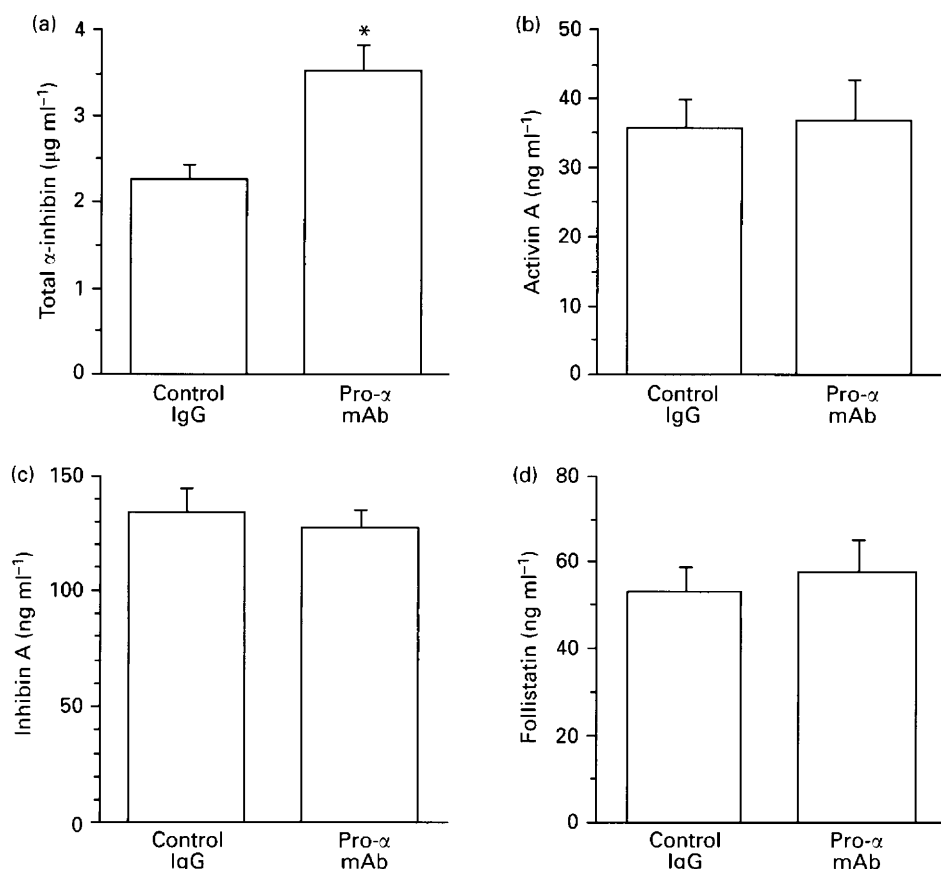 (a)
*
4
3
2
1
0
Total α-inhibin (μg ml⁻¹)
Control
IgG
Pro-α
mAb
(b)
50
40
30
20
10
0
Activin A (ng ml⁻¹)
Control
IgG
Pro-α
mAb
(c)
150
100
50
0
Inhibin A (ng ml⁻¹)
Control
IgG
Pro-α
mAb
(d)
80
60
40
20
0
Follistatin (ng ml⁻¹)
Control
IgG
Pro-α
mAb